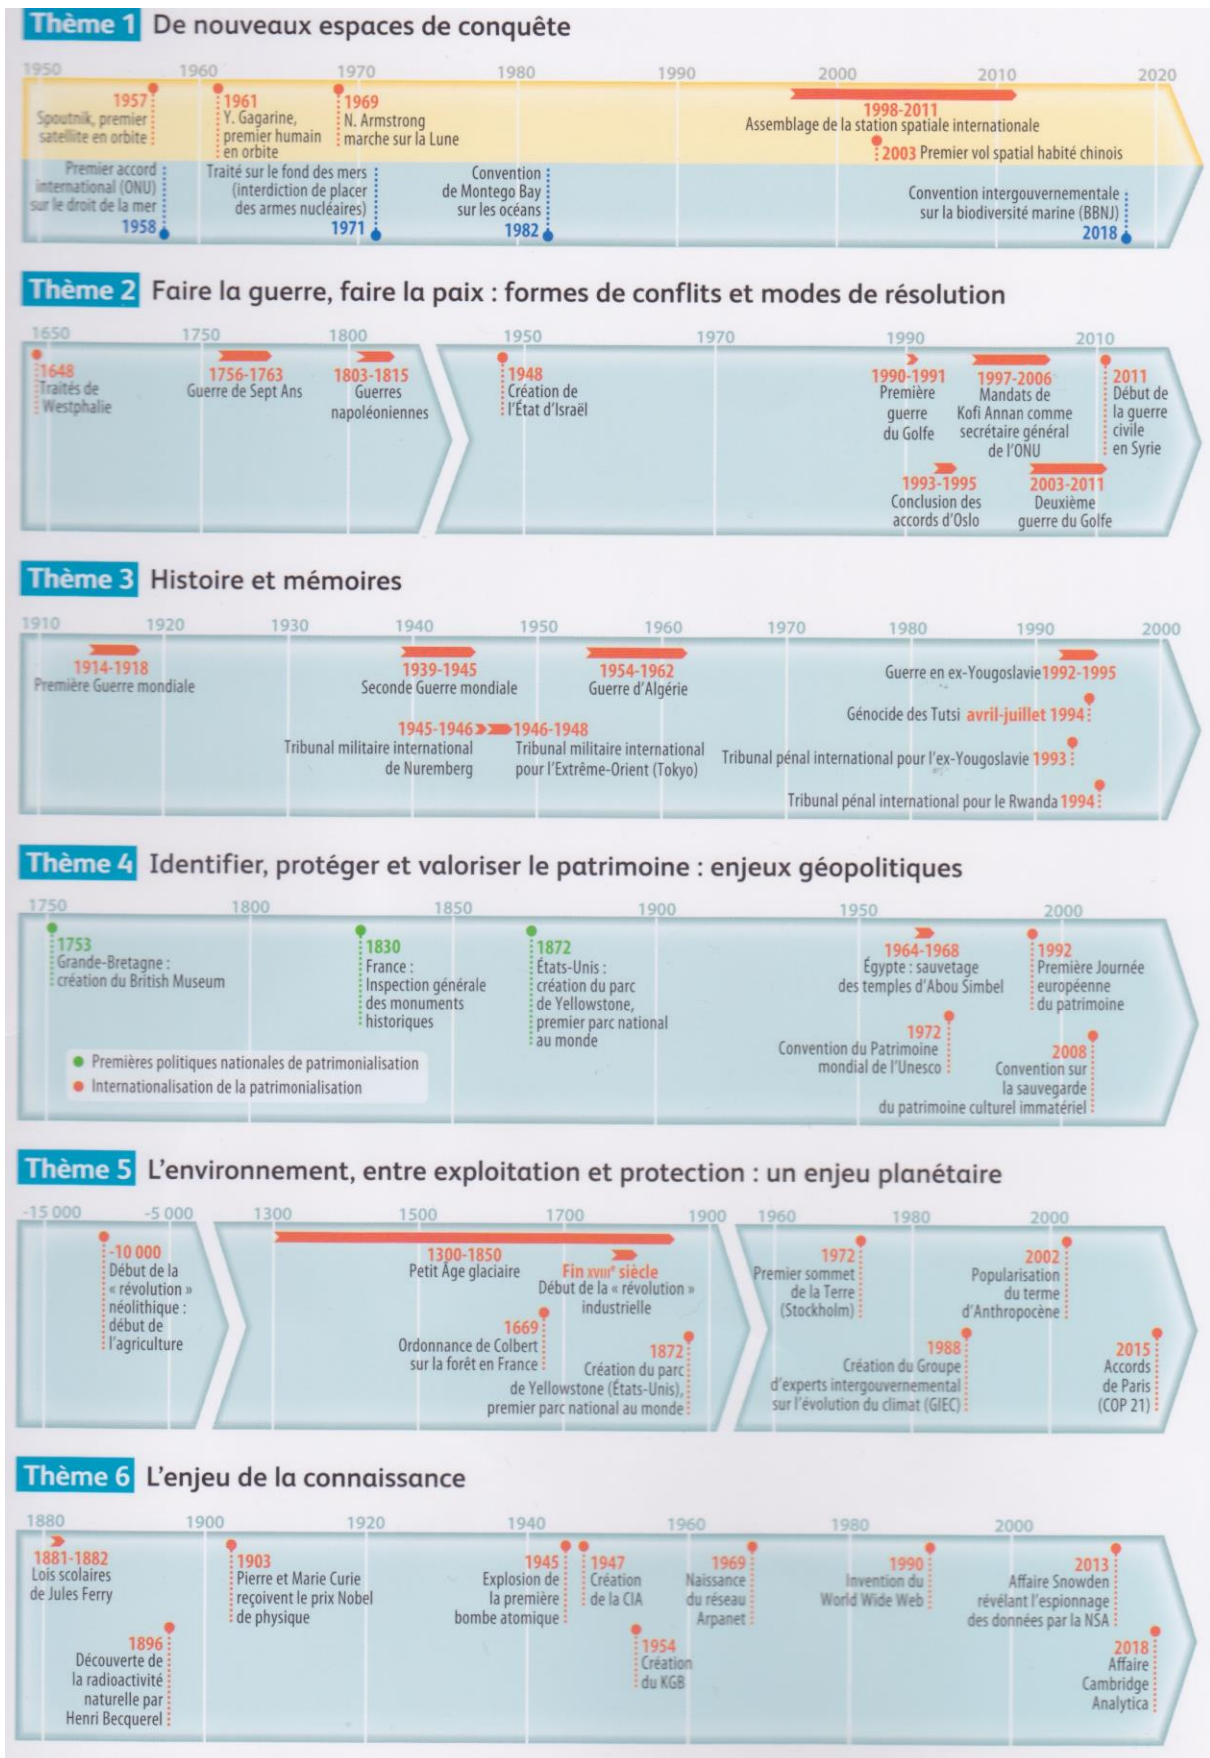 Thème 1 De nouveaux espaces de conquête
1950 1960 1970 1980 1990 2000 2010 2020
1957
Spoutnik, premier
satellite en orbite
1961
Y. Gagarine,
premier humain
en orbite
1969
N. Armstrong
marche sur la Lune
1998-2011
Assemblage de la station spatiale internationale
2003 Premier vol spatial habité chinois
Premier accord
international (ONU)
sur le droit de la mer
1958
Traité sur le fond des mers
(interdiction de placer
des armes nucléaires)
1971
Convention
de Montego Bay
sur les océans
1982
Convention intergouvernementale
sur la biodiversité marine (BBNJ)
2018
Thème 2 Faire la guerre, faire la paix : formes de conflits et modes de résolution
1650 1750 1800 1950 1970 1990 2010
1648
Traités de
Westphalie
1756-1763
Guerre de Sept Ans
1803-1815
Guerres
napoléoniennes
1948
Création de
l'État d'Israël
1990-1991
Première
guerre
du Golfe
1997-2006
Mandats de
Kofi Annan comme
secrétaire général
de l'ONU
2011
Début de
la guerre
civile
en Syrie
1993-1995
Conclusion des
accords d'Oslo
2003-2011
Deuxième
guerre du Golfe
Thème 3 Histoire et mémoires
1910 1920 1930 1940 1950 1960 1970 1980 1990 2000
1914-1918
Première Guerre mondiale
1939-1945
Seconde Guerre mondiale
1954-1962
Guerre d'Algérie
Guerre en ex-Yougoslavie 1992-1995
Génocide des Tutsi avril-juillet 1994
1945-1946
Tribunal militaire international
de Nuremberg
1946-1948
Tribunal militaire international
pour l'Extrême-Orient (Tokyo)
Tribunal pénal international pour l'ex-Yougoslavie 1993
Tribunal pénal international pour le Rwanda 1994
Thème 4 Identifier, protéger et valoriser le patrimoine : enjeux géopolitiques
1750 1800 1850 1900 1950 2000
1753
Grande-Bretagne :
création du British Museum
1830
France :
Inspection générale
des monuments
historiques
1872
États-Unis :
création du parc
de Yellowstone,
premier parc national
au monde
1964-1968
Égypte : sauvetage
des temples d'Abou Simbel
1992
Première Journée
européenne
du patrimoine
1972
Convention du Patrimoine
mondial de l'Unesco
2008
Convention sur
la sauvegarde
du patrimoine culturel immatériel
Premières politiques nationales de patrimonialisation
Internationalisation de la patrimonialisation
Thème 5 L'environnement, entre exploitation et protection : un enjeu planétaire
-15 000 -5 000 1300 1500 1700 1900 1960 1980 2000
-10 000
Début de la
« révolution »
néolithique :
début de
l'agriculture
1300-1850
Petit Âge glaciaire
Fin XVIIIe siècle
Début de la « révolution »
industrielle
1669
Ordonnance de Colbert
sur la forêt en France
1872
Création du parc
de Yellowstone (États-Unis),
premier parc national au monde
1972
Premier sommet
de la Terre
(Stockholm)
2002
Popularisation
du terme
d'Anthropocène
1988
Création du Groupe
d'experts intergouvernemental
sur l'évolution du climat (GIEC)
2015
Accords
de Paris
(COP 21)
Thème 6 L'enjeu de la connaissance
1880 1900 1920 1940 1960 1980 2000
1881-1882
Lois scolaires
de Jules Ferry
1903
Pierre et Marie Curie
reçoivent le prix Nobel
de physique
1945
Explosion de
la première
bombe atomique
1947
Création
de la CIA
1969
Naissance
du réseau
Arpanet
1990
Invention du
World Wide Web
2013
Affaire Snowden
révélant l'espionnage
des données par la NSA
1896
Découverte de
la radioactivité
naturelle par
Henri Becquerel
1954
Création
du KGB
2018
Affaire
Cambridge
Analytica